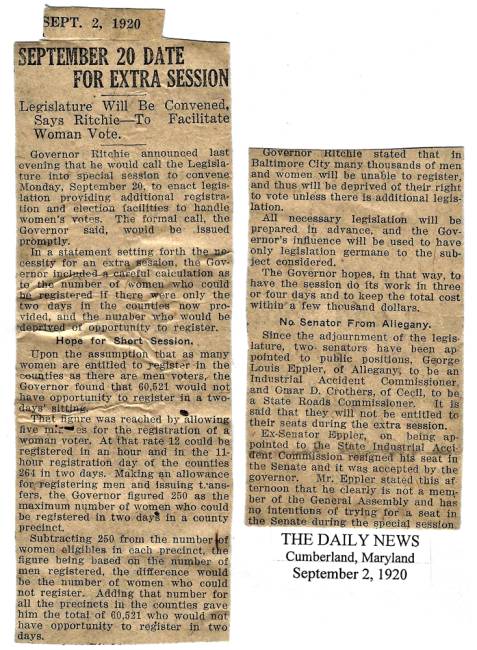 SEPT. 2, 1920
SEPTEMBER 20 DATE
FOR EXTRA SESSION
Legislature Will Be Convened,
Says Ritchie—To Facilitate
Woman Vote.
Governor Ritchie announced last
evening that he would call the Legisla-
ture into special session to convene
Monday, September 20, to enact legis-
lation providing additional registra-
tion and election facilities to handle
women's votes. The formal call, the
Governor said, would be issued
promptly.
In a statement setting forth the ne-
cessity for an extra session, the Gov-
ernor included a careful calculation as
to the number of women who could
be registered if there were only the
two days in the counties now pro-
vided, and the number who would be
deprived of opportunity to register.
Hope for Short Session.
Upon the assumption that as many
women are entitled to register in the
counties as there are men voters, the
Governor found that 60,521 would not
have opportunity to register in a two-
days' sitting.
That figure was reached by allowing
five minutes for the registration of a
woman voter. At that rate 12 could be
registered in an hour and in the 11-
hour registration day of the counties
264 in two days. Making an allowance
for registering men and issuing trans-
fers, the Governor figured 250 as the
maximum number of women who could
be registered in two days in a county
precinct.
Subtracting 250 from the number of
women eligibles in each precinct, the
figure being based on the number of
men registered, the difference would
be the number of women who could
not register. Adding that number for
all the precincts in the counties gave
him the total of 60,521 who would not
have opportunity to register in two
days.
Governor Ritchie stated that in
Baltimore City many thousands of men
and women will be unable to register,
and thus will be deprived of their right
to vote unless there is additional legis-
lation.
All necessary legislation will be
prepared in advance, and the Gov-
ernor's influence will be used to have
only legislation germane to the sub-
ject considered.
The Governor hopes, in that way, to
have the session do its work in three
or four days and to keep the total cost
within a few thousand dollars.
No Senator From Allegany.
Since the adjournment of the legis-
lature, two senators have been ap-
pointed to public positions, George
Louis Eppler, of Allegany, to be an
Industrial Accident Commissioner,
and Omar D. Crothers, of Cecil, to be
a State Roads Commissioner. It is
said that they will not be entitled to
their seats during the extra session.
Ex-Senator Eppler, on being ap-
pointed to the State Industrial Acci-
dent Commission resigned his seat in
the Senate and it was accepted by the
governor. Mr. Eppler stated this af-
ternoon that he clearly is not a mem-
ber of the General Assembly and has
no intentions of trying for a seat in
the Senate during the special session
THE DAILY NEWS
Cumberland, Maryland
September 2, 1920